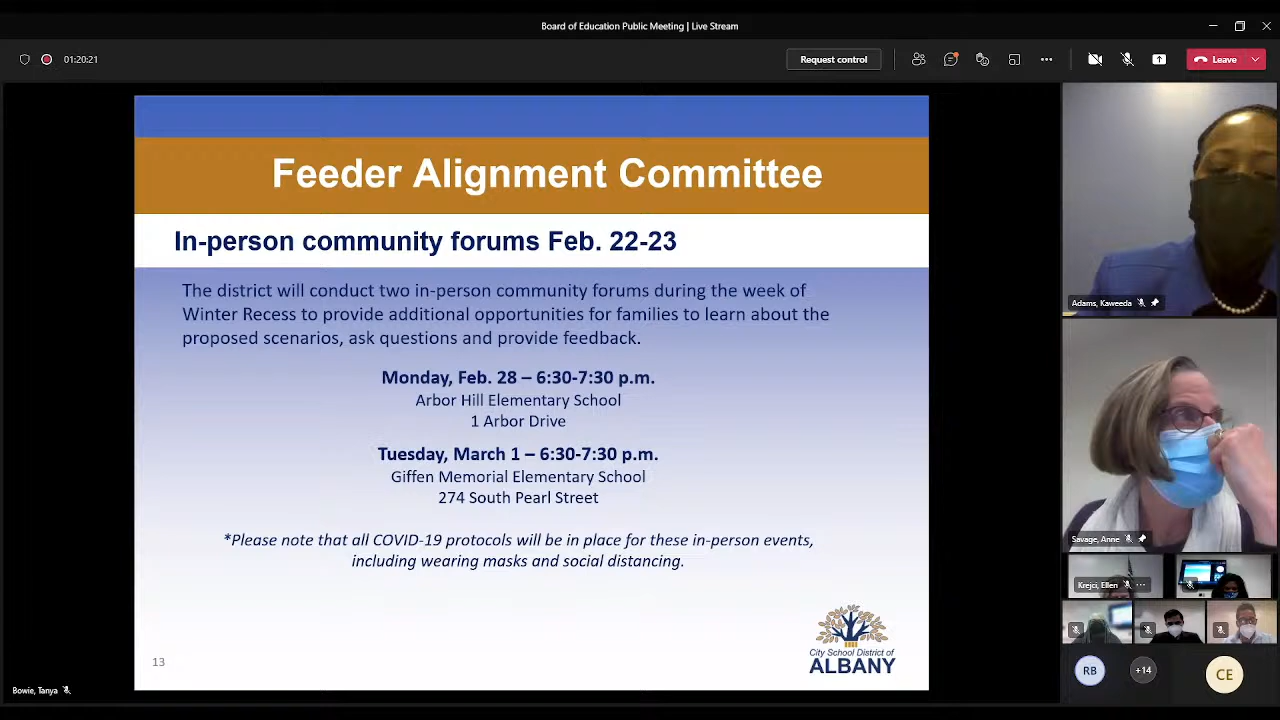 Board of Education Public Meeting | Live Stream
01:20:21
Request control
Leave
Feeder Alignment Committee
In-person community forums Feb. 22-23
The district will conduct two in-person community forums during the week of
Winter Recess to provide additional opportunities for families to learn about the
proposed scenarios, ask questions and provide feedback.
Monday, Feb. 28 – 6:30-7:30 p.m.
Arbor Hill Elementary School
1 Arbor Drive
Tuesday, March 1 – 6:30-7:30 p.m.
Giffen Memorial Elementary School
274 South Pearl Street
*Please note that all COVID-19 protocols will be in place for these in-person events,
including wearing masks and social distancing.
13
City School District of
ALBANY
Bowie, Tanya
Adams, Kaweeda
Savage, Anne
Krejci, Ellen
RB
+14
CE